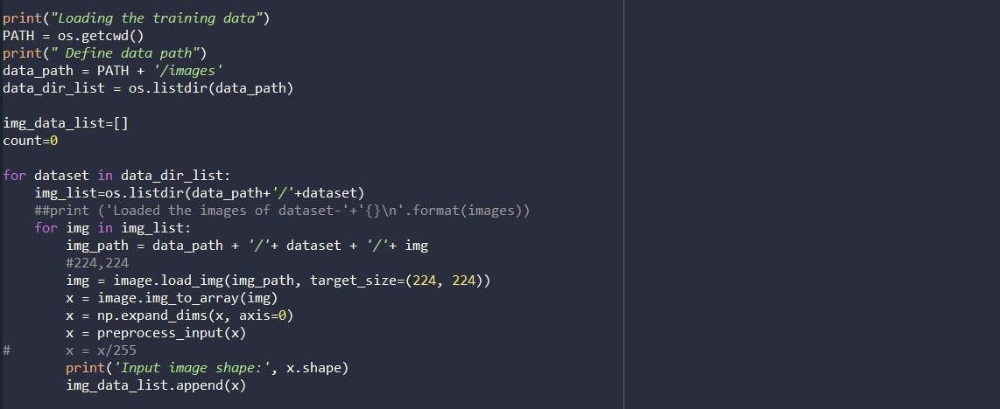 print("Loading the training data")
PATH = os.getcwd()
print(" Define data path")
data_path = PATH + '/images'
data_dir_list = os.listdir(data_path)

img_data_list=[]
count=0

for dataset in data_dir_list:
    img_list=os.listdir(data_path+'/'+dataset)
    ##print ('Loaded the images of dataset-'+'{}\n'.format(images))
    for img in img_list:
        img_path = data_path + '/'+ dataset + '/'+ img
        #224,224
        img = image.load_img(img_path, target_size=(224, 224))
        x = image.img_to_array(img)
        x = np.expand_dims(x, axis=0)
        x = preprocess_input(x)
#       x = x/255
        print('Input image shape:', x.shape)
        img_data_list.append(x)